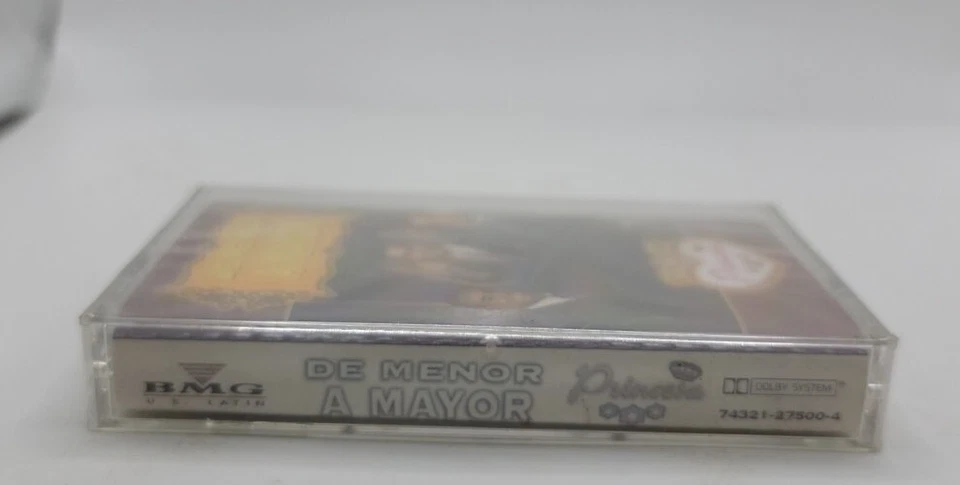 BMG
U.S. LATIN
DE MENOR
A MAYOR
Princesa
DOLBY SYSTEM
74321-27500-4